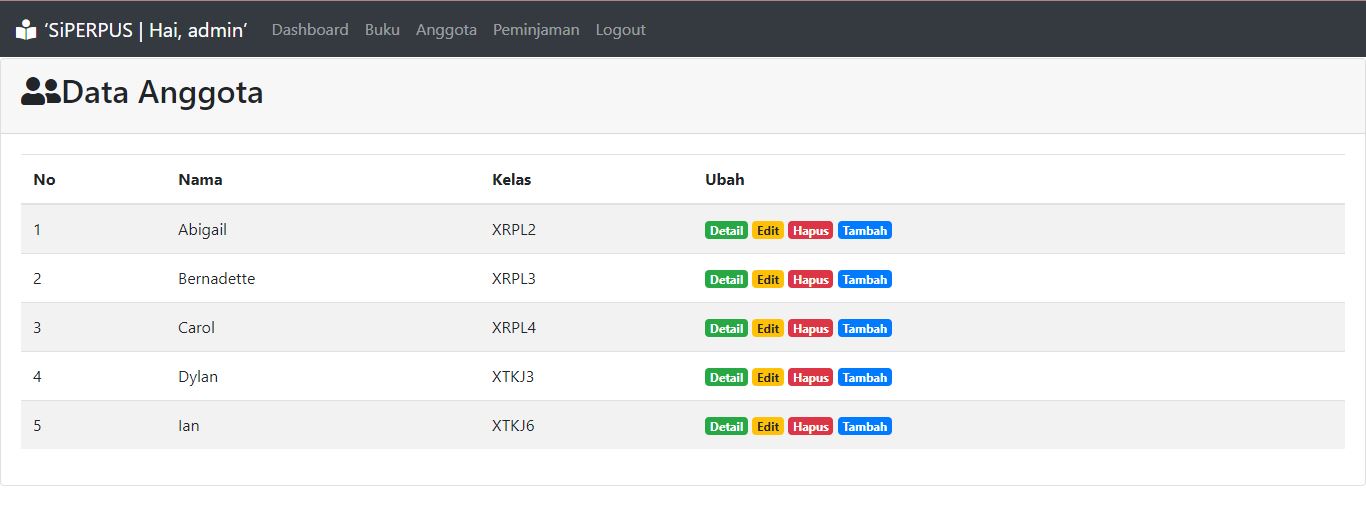 ‘SiPERPUS | Hai, admin’ Dashboard Buku Anggota Peminjaman Logout
Data Anggota
No Nama Kelas Ubah
1 Abigail XRPL2 Detail Edit Hapus Tambah
2 Bernadette XRPL3 Detail Edit Hapus Tambah
3 Carol XRPL4 Detail Edit Hapus Tambah
4 Dylan XTKJ3 Detail Edit Hapus Tambah
5 Ian XTKJ6 Detail Edit Hapus Tambah